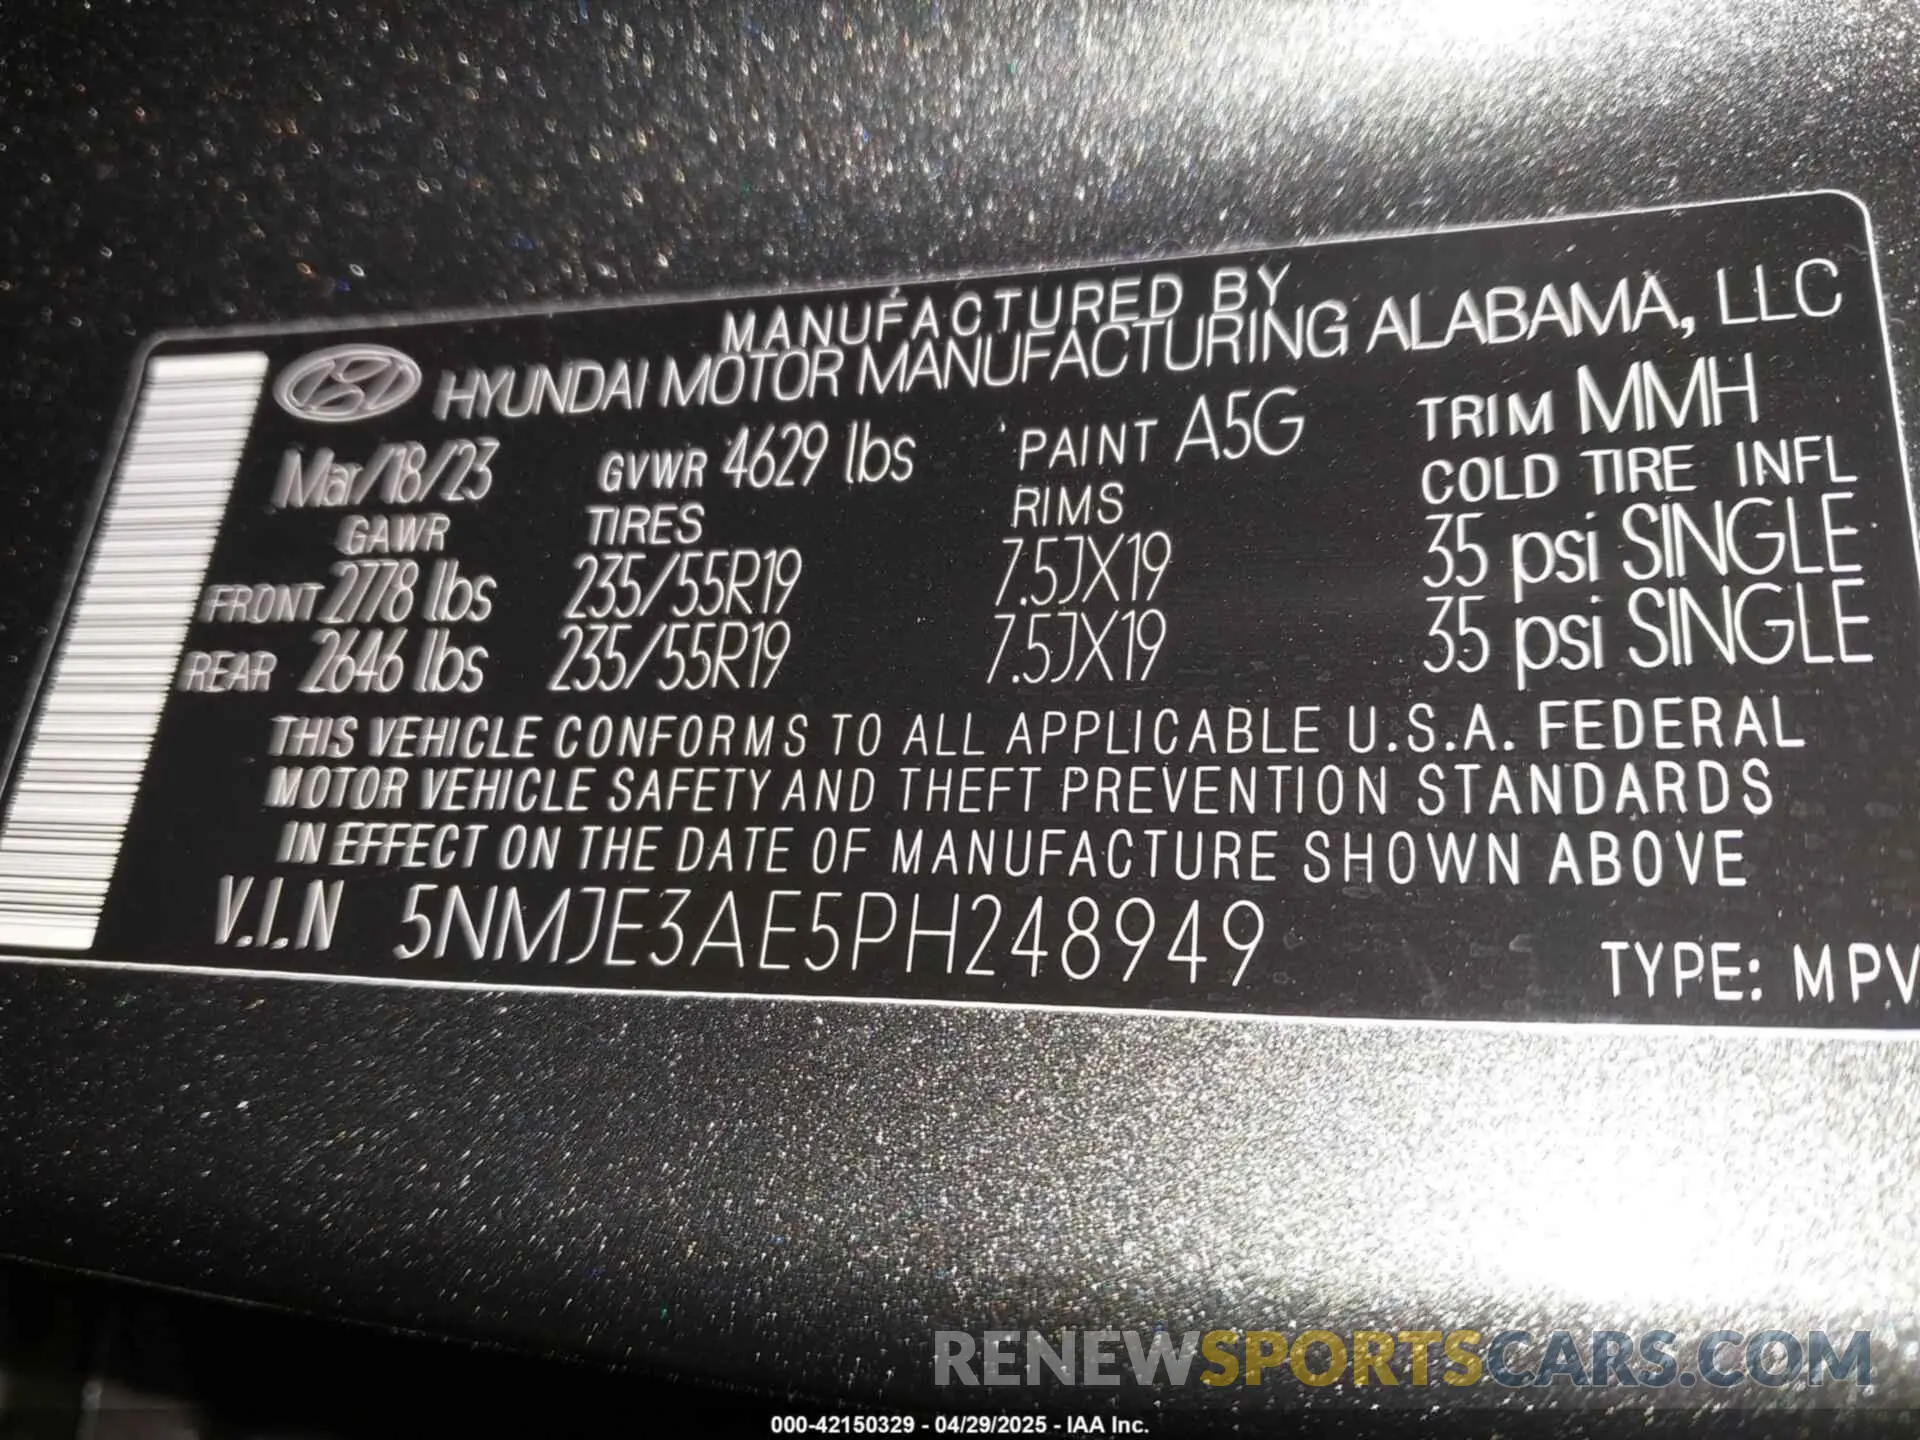 MANUFACTURED BY
HYUNDAI MOTOR MANUFACTURING ALABAMA, LLC
Mar/18/23 GVWR 4629 lbs PAINT A5G TRIM MMH
GAWR TIRES RIMS COLD TIRE INFL
FRONT 2778 lbs 235/55R19 7.5JX19 35 psi SINGLE
REAR 2646 lbs 235/55R19 7.5JX19 35 psi SINGLE
THIS VEHICLE CONFORMS TO ALL APPLICABLE U.S.A. FEDERAL
MOTOR VEHICLE SAFETY AND THEFT PREVENTION STANDARDS
IN EFFECT ON THE DATE OF MANUFACTURE SHOWN ABOVE
V.I.N 5NMJE3AE5PH248949
TYPE: MPV
RENEWSPORTSCARS.COM
000-42150329 - 04/29/2025 - IAA Inc.